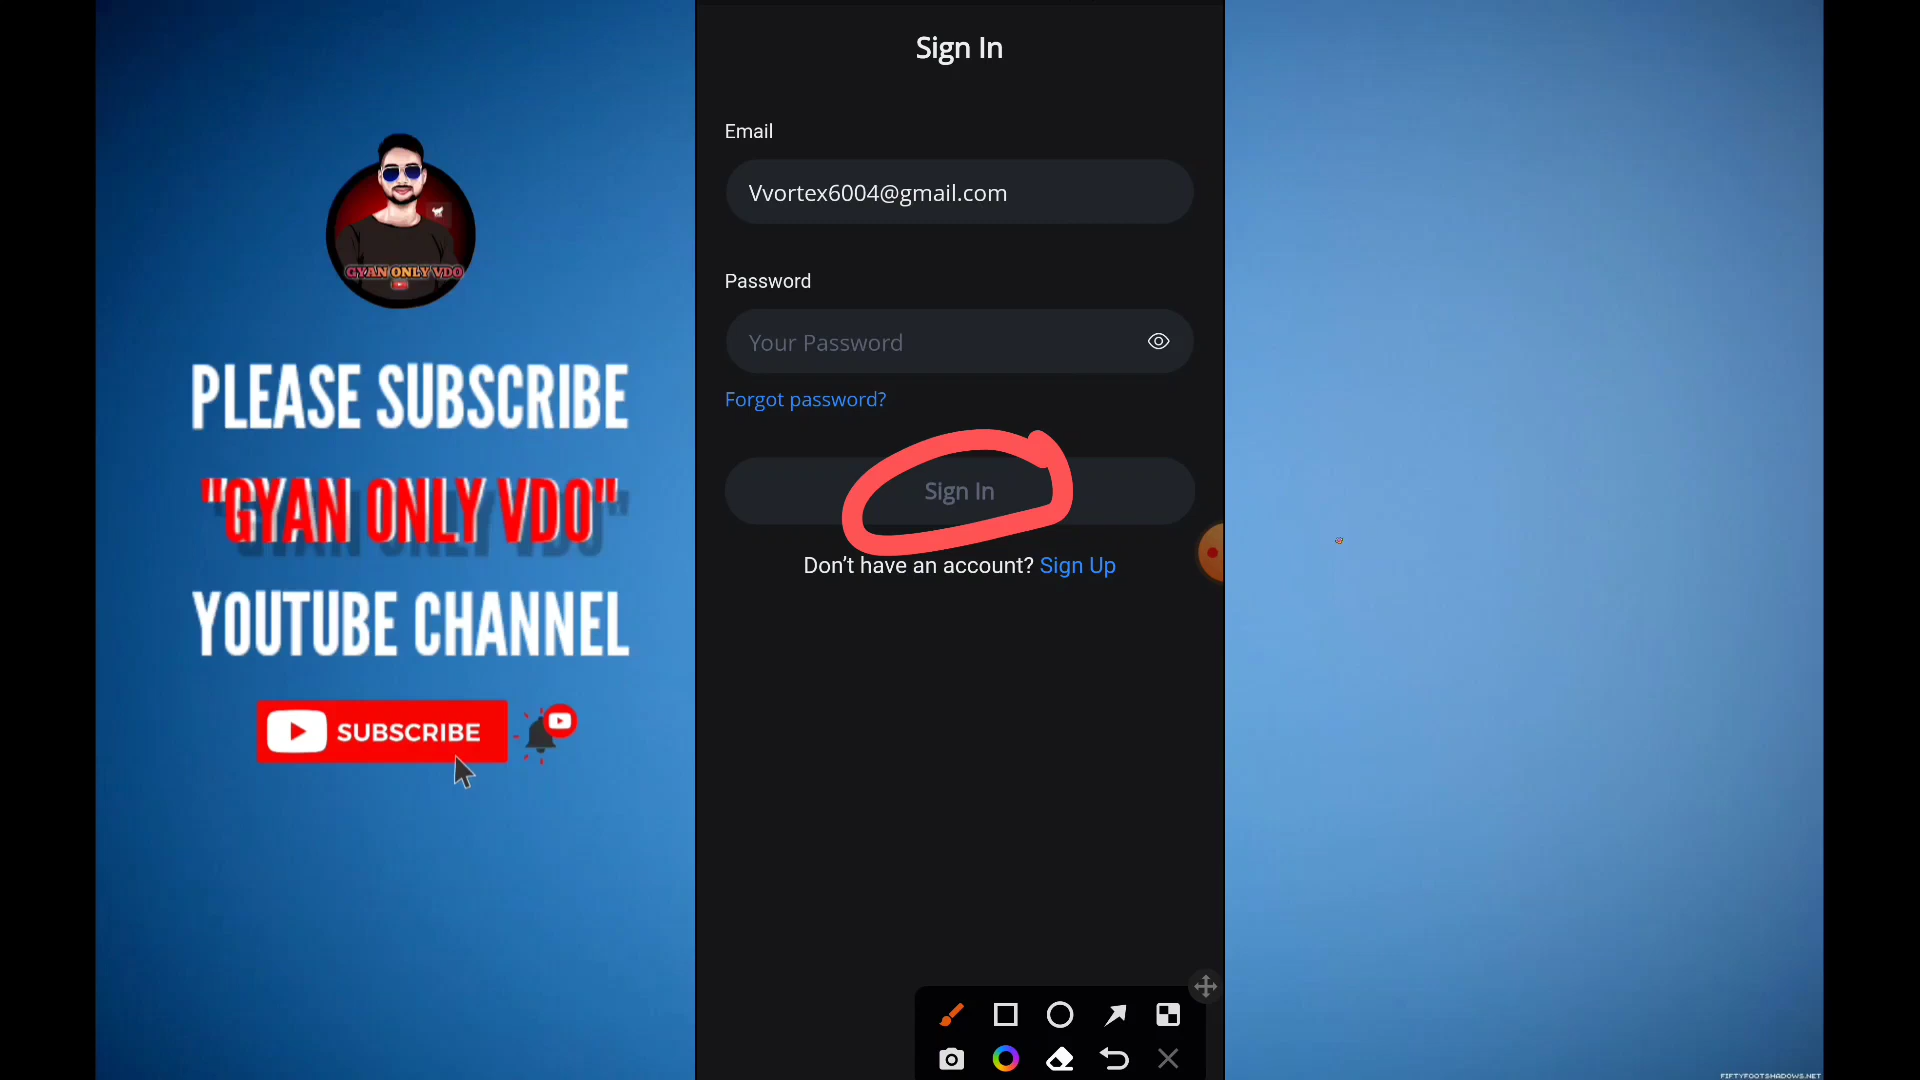 GYAN ONLY VDO
PLEASE SUBSCRIBE
"GYAN ONLY VDO"
YOUTUBE CHANNEL
SUBSCRIBE
Sign In
Email
Vvortex6004@gmail.com
Password
Your Password
Forgot password?
Sign In
Don’t have an account? Sign Up
FIFTYFOOTSHADOWS.NET